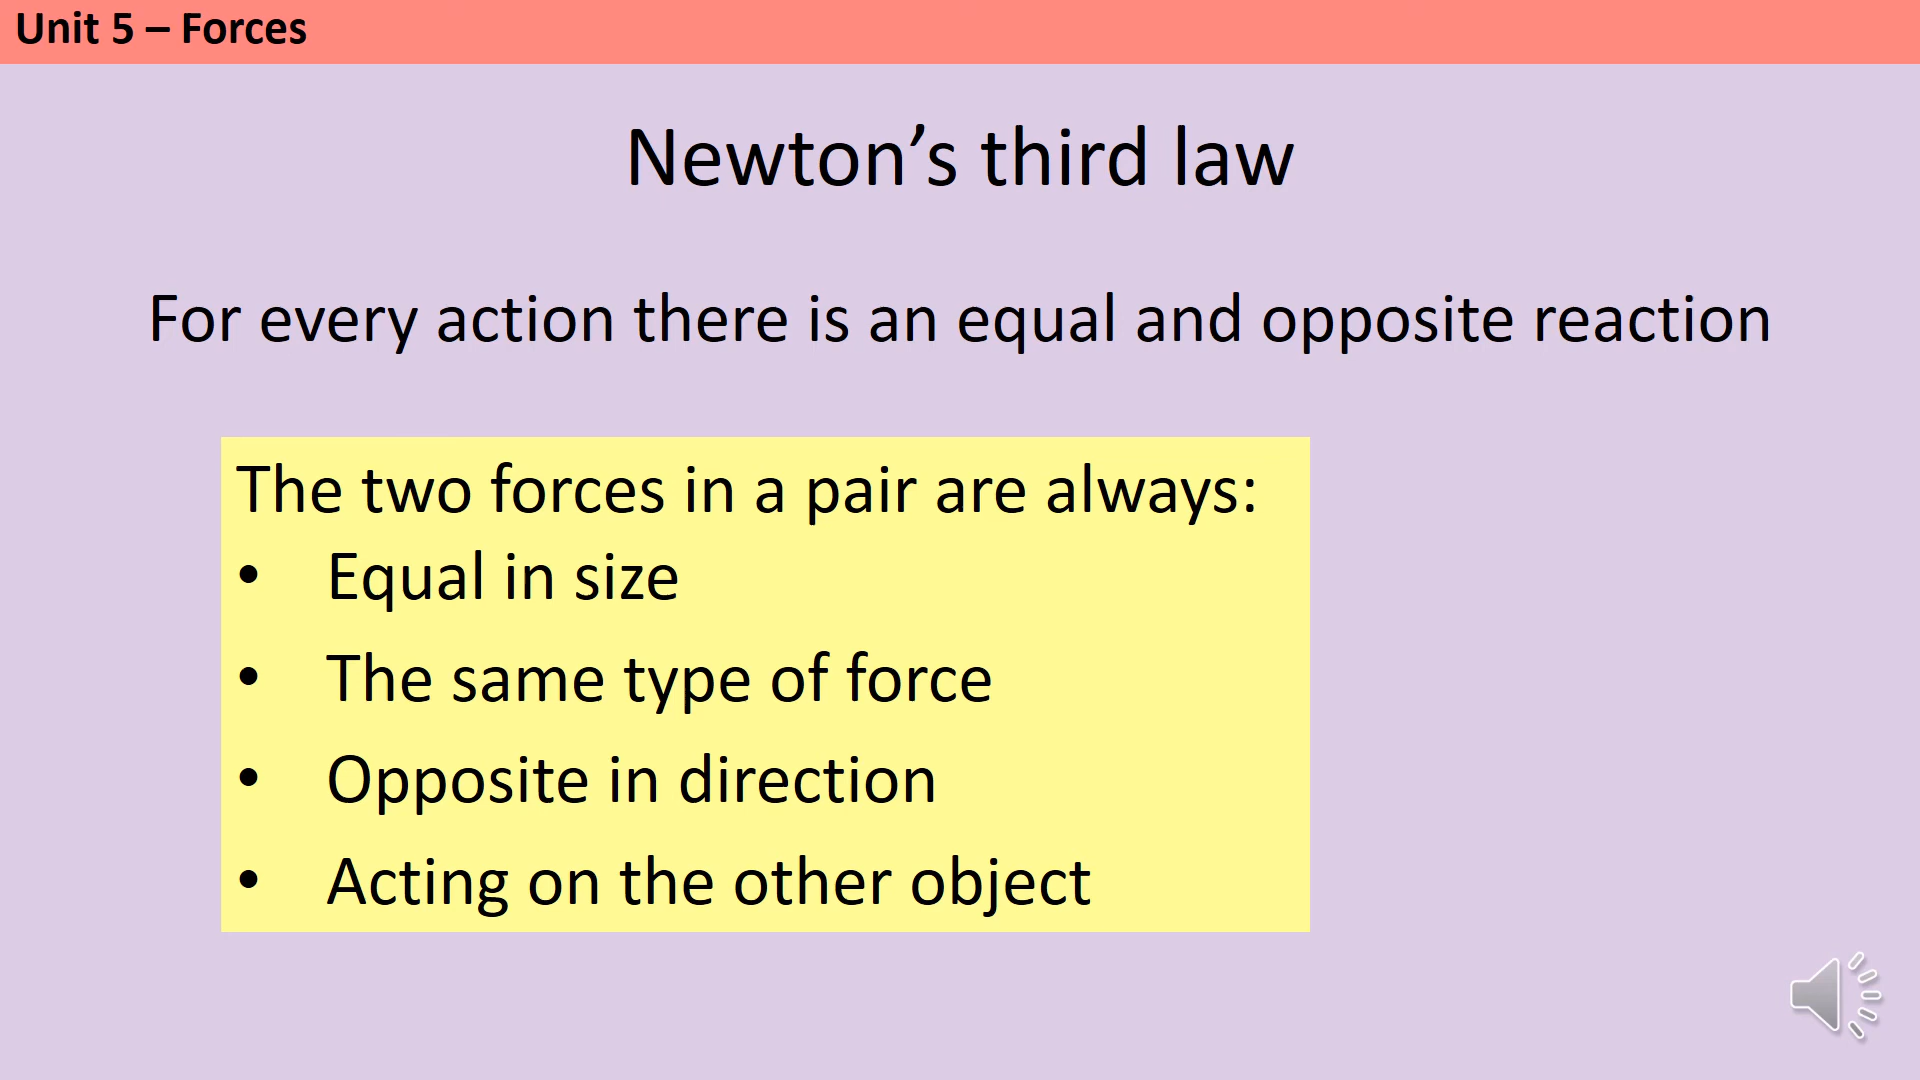 Unit 5 – Forces
Newton’s third law
For every action there is an equal and opposite reaction
The two forces in a pair are always:
• Equal in size
• The same type of force
• Opposite in direction
• Acting on the other object